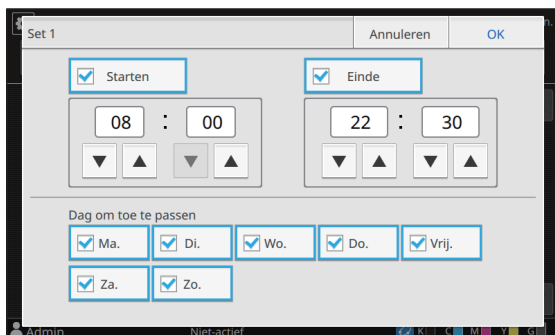 Set 1 Annuleren OK
Starten Einde
08 : 00 22 : 30
Dag om toe te passen
Ma. Di. Wo. Do. Vrij.
Za. Zo.
Admin Niet-actief K C M Y G